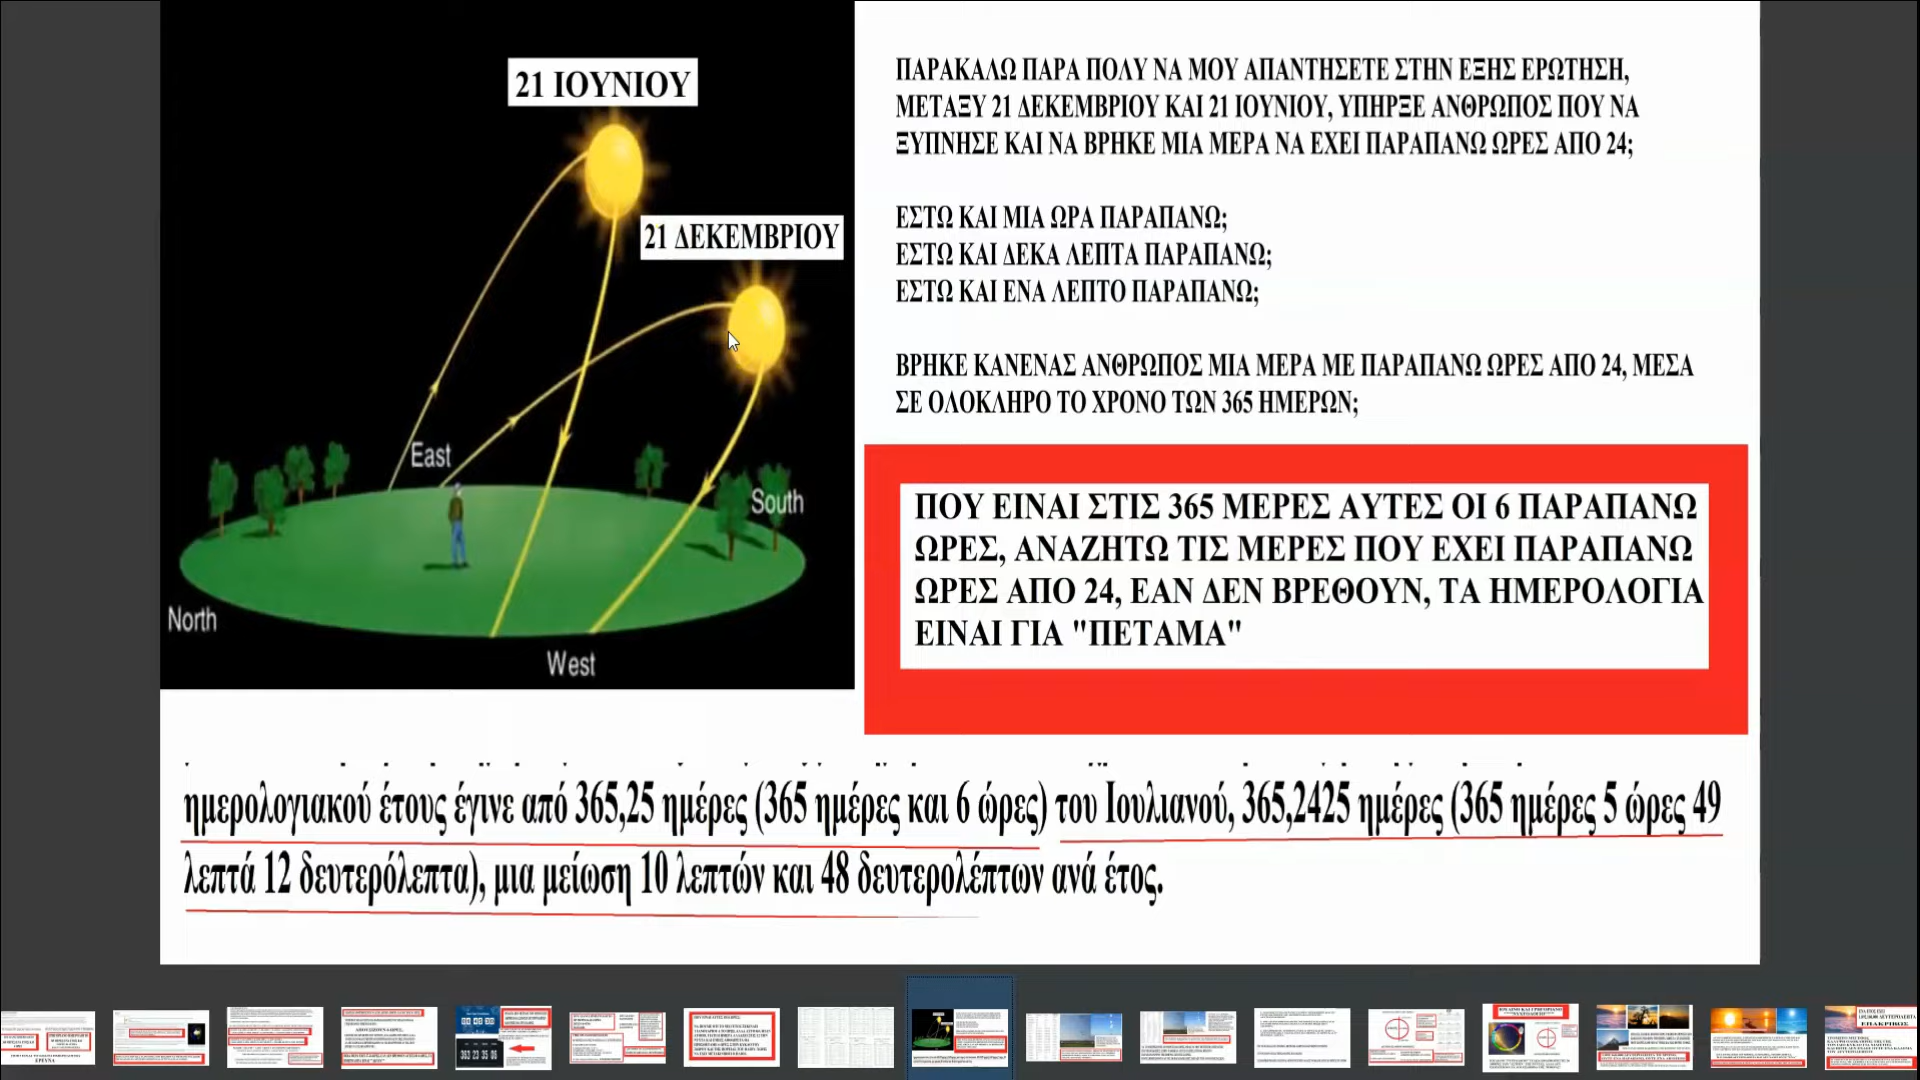 21 ΙΟΥΝΙΟΥ
21 ΔΕΚΕΜΒΡΙΟΥ
East
South
North
West
ΠΑΡΑΚΑΛΩ ΠΑΡΑ ΠΟΛΥ ΝΑ ΜΟΥ ΑΠΑΝΤΗΣΕΤΕ ΣΤΗΝ ΕΞΗΣ ΕΡΩΤΗΣΗ,
ΜΕΤΑΞΥ 21 ΔΕΚΕΜΒΡΙΟΥ ΚΑΙ 21 ΙΟΥΝΙΟΥ, ΥΠΗΡΞΕ ΑΝΘΡΩΠΟΣ ΠΟΥ ΝΑ
ΞΥΠΝΗΣΕ ΚΑΙ ΝΑ ΒΡΗΚΕ ΜΙΑ ΜΕΡΑ ΝΑ ΕΧΕΙ ΠΑΡΑΠΑΝΩ ΩΡΕΣ ΑΠΟ 24;
ΕΣΤΩ ΚΑΙ ΜΙΑ ΩΡΑ ΠΑΡΑΠΑΝΩ;
ΕΣΤΩ ΚΑΙ ΔΕΚΑ ΛΕΠΤΑ ΠΑΡΑΠΑΝΩ;
ΕΣΤΩ ΚΑΙ ΕΝΑ ΛΕΠΤΟ ΠΑΡΑΠΑΝΩ;
ΒΡΗΚΕ ΚΑΝΕΝΑΣ ΑΝΘΡΩΠΟΣ ΜΙΑ ΜΕΡΑ ΜΕ ΠΑΡΑΠΑΝΩ ΩΡΕΣ ΑΠΟ 24, ΜΕΣΑ
ΣΕ ΟΛΟΚΛΗΡΟ ΤΟ ΧΡΟΝΟ ΤΩΝ 365 ΗΜΕΡΩΝ;
ΠΟΥ ΕΙΝΑΙ ΣΤΙΣ 365 ΜΕΡΕΣ ΑΥΤΕΣ ΟΙ 6 ΠΑΡΑΠΑΝΩ
ΩΡΕΣ, ΑΝΑΖΗΤΩ ΤΙΣ ΜΕΡΕΣ ΠΟΥ ΕΧΕΙ ΠΑΡΑΠΑΝΩ
ΩΡΕΣ ΑΠΟ 24, ΕΑΝ ΔΕΝ ΒΡΕΘΟΥΝ, ΤΑ ΗΜΕΡΟΛΟΓΙΑ
ΕΙΝΑΙ ΓΙΑ "ΠΕΤΑΜΑ"
ημερολογιακού έτους έγινε από 365,25 ημέρες (365 ημέρες και 6 ώρες) του Ιουλιανού, 365,2425 ημέρες (365 ημέρες 5 ώρες 49
λεπτά 12 δευτερόλεπτα), μια μείωση 10 λεπτών και 48 δευτερολέπτων ανά έτος.